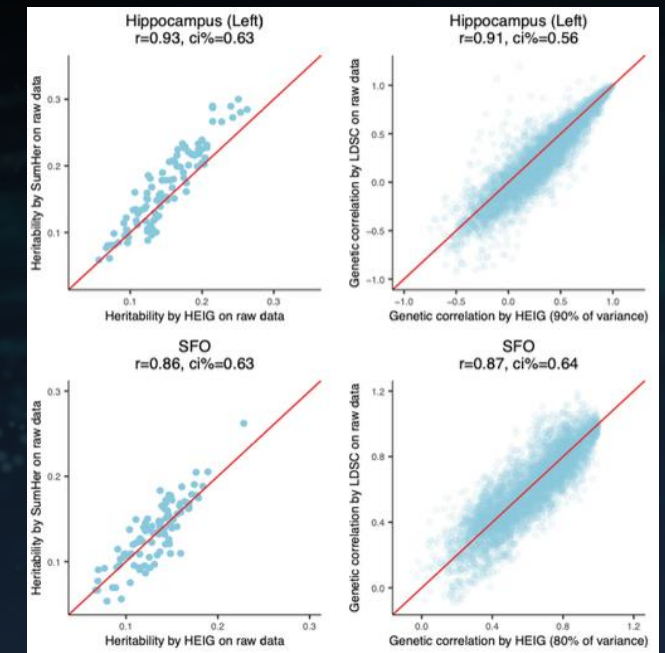 Hippocampus (Left)
r=0.93, ci%=0.63
Heritability by SumHer on raw data
0.3
0.2
0.1
0.1
0.2
0.3
Heritability by HEIG on raw data
Hippocampus (Left)
r=0.91, ci%=0.56
Genetic correlation by LDSC on raw data
1.0
0.5
0.0
−0.5
−1.0
−1.0
−0.5
0.0
0.5
1.0
Genetic correlation by HEIG (90% of variance)
SFO
r=0.86, ci%=0.63
Heritability by SumHer on raw data
0.3
0.2
0.1
0.1
0.2
0.3
Heritability by HEIG on raw data
SFO
r=0.87, ci%=0.64
Genetic correlation by LDSC on raw data
1.2
0.8
0.4
0.0
0.0
0.4
0.8
1.2
Genetic correlation by HEIG (80% of variance)